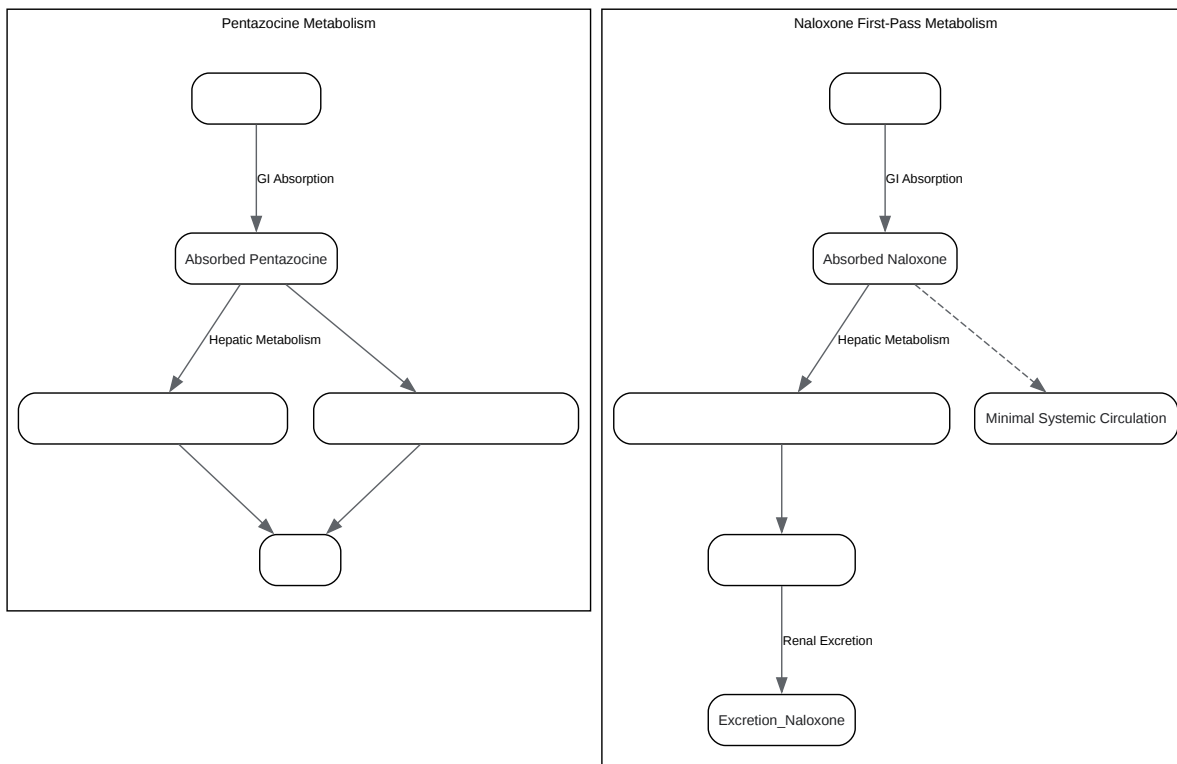 Pentazocine Metabolism
GI Absorption
Absorbed Pentazocine
Hepatic Metabolism
Naloxone First-Pass Metabolism
GI Absorption
Absorbed Naloxone
Hepatic Metabolism
Minimal Systemic Circulation
Renal Excretion
Excretion_Naloxone